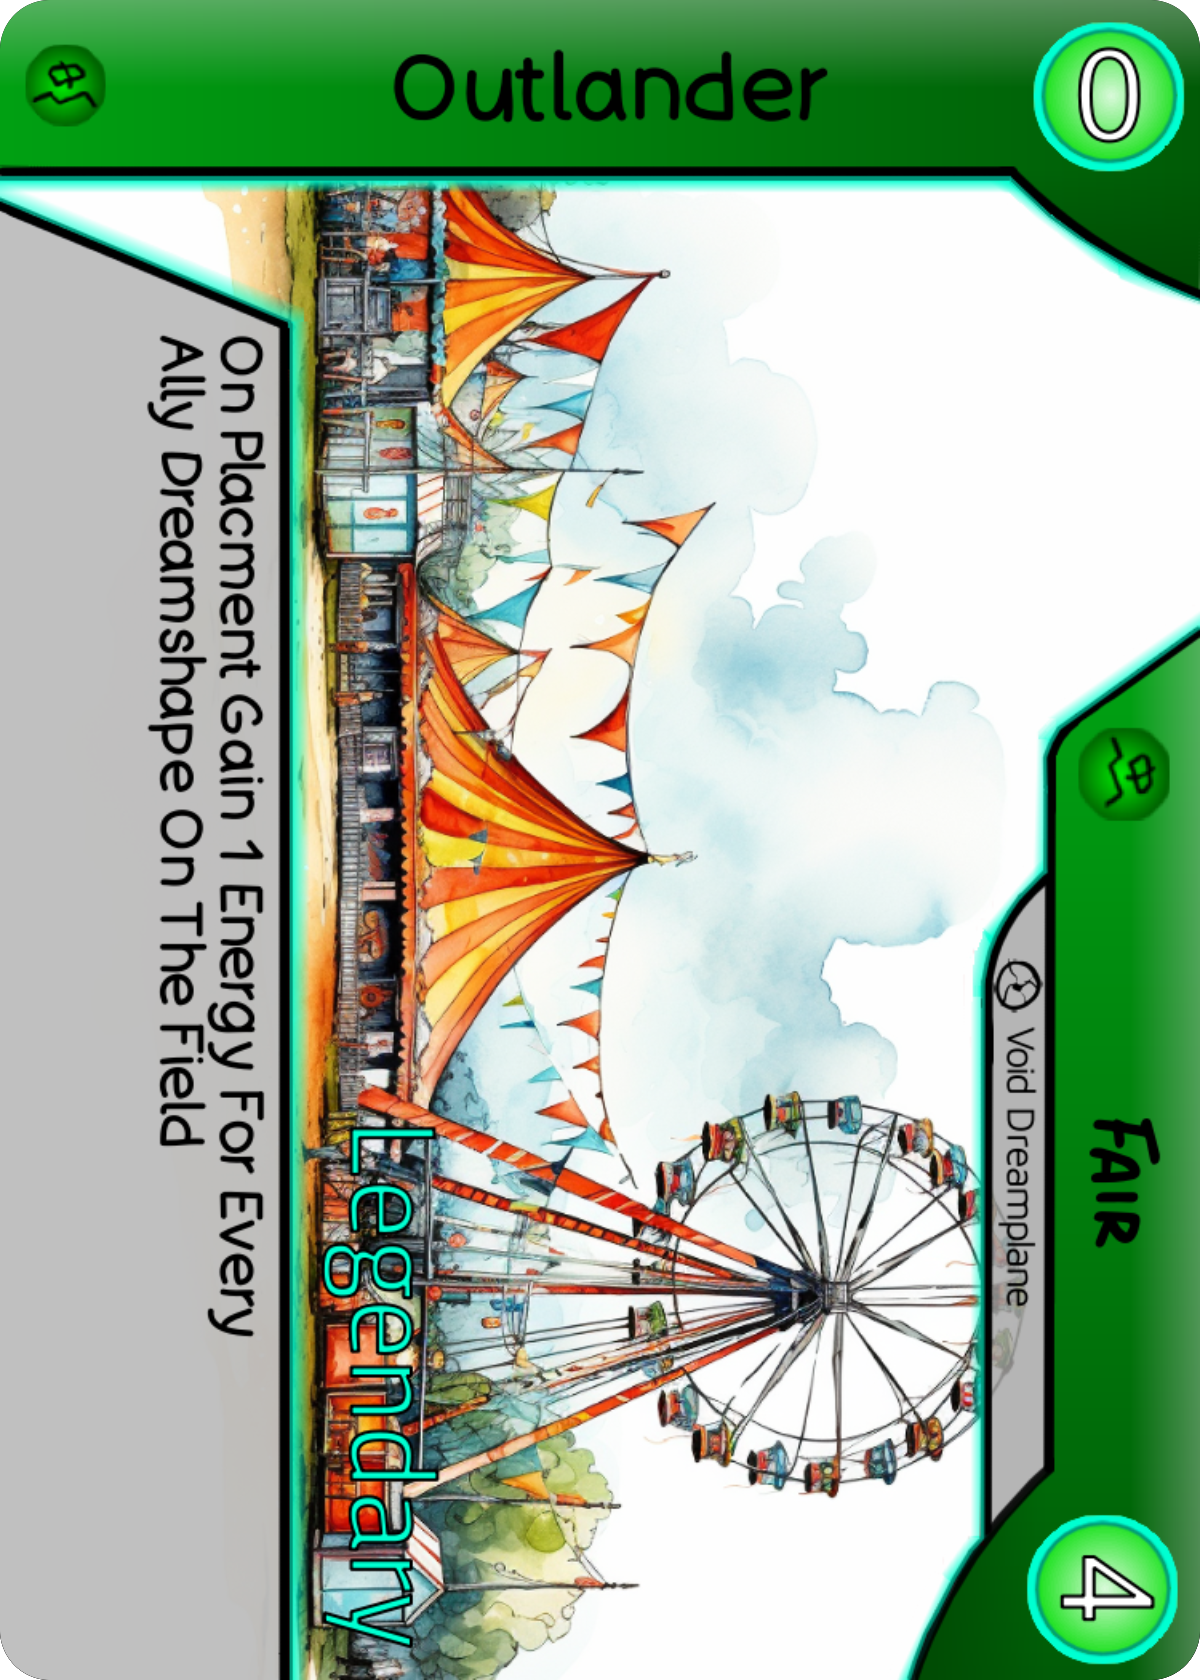 Outlander
0
Fair
4
Void Dreamplane
Legendary
On Placment Gain 1 Energy For Every
Ally Dreamshape On The Field